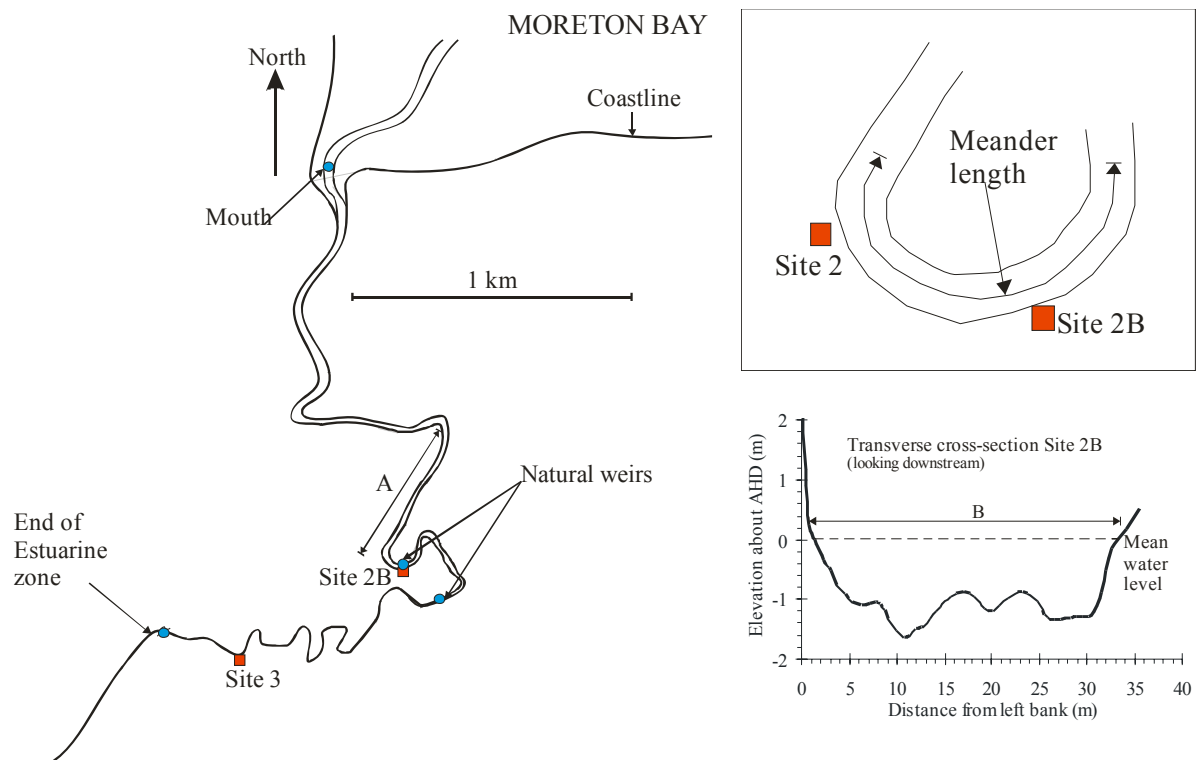 MORETON BAY
North
Coastline
Mouth
1 km
A
Natural weirs
End of
Estuarine
zone
Site 2B
Site 3
Meander
length
Site 2
Site 2B
Transverse cross-section Site 2B
(looking downstream)
B
Mean
water
level
Elevation about AHD (m)
2
1
0
-1
-2
0 5 10 15 20 25 30 35 40
Distance from left bank (m)